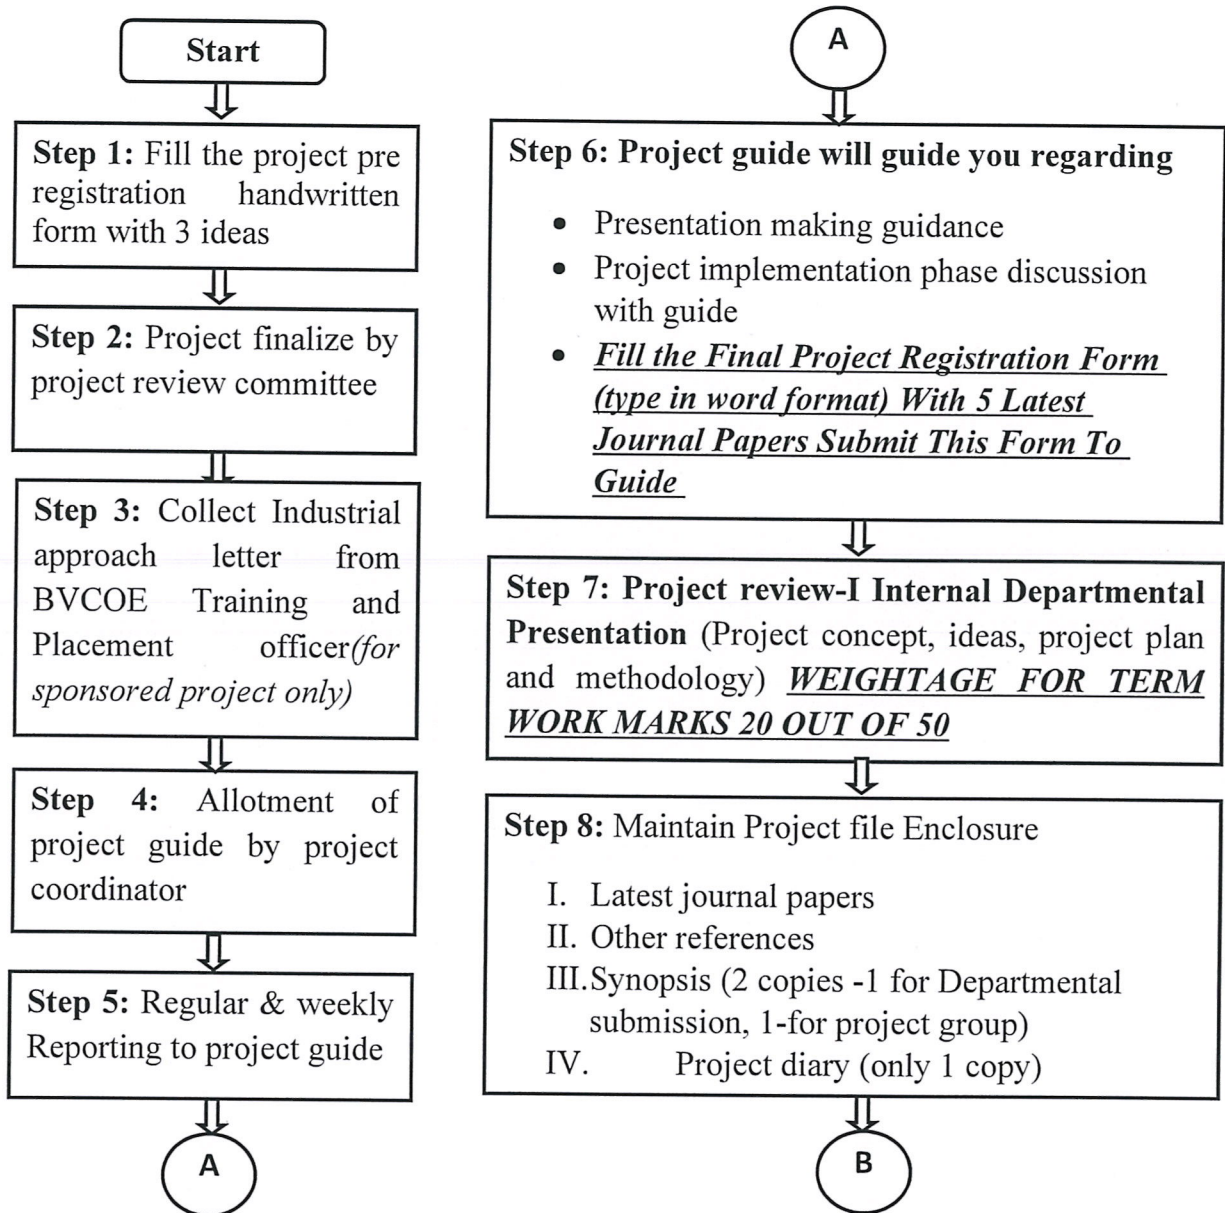 Start
Step 1: Fill the project pre
registration handwritten
form with 3 ideas
Step 2: Project finalize by
project review committee
Step 3: Collect Industrial
approach letter from
BVCOE Training and
Placement officer(for
sponsored project only)
Step 4: Allotment of
project guide by project
coordinator
Step 5: Regular & weekly
Reporting to project guide
A
A
Step 6: Project guide will guide you regarding
• Presentation making guidance
• Project implementation phase discussion
with guide
• Fill the Final Project Registration Form
(type in word format) With 5 Latest
Journal Papers Submit This Form To
Guide
Step 7: Project review-I Internal Departmental
Presentation (Project concept, ideas, project plan
and methodology) WEIGHTAGE FOR TERM
WORK MARKS 20 OUT OF 50
Step 8: Maintain Project file Enclosure
I. Latest journal papers
II. Other references
III.Synopsis (2 copies -1 for Departmental
submission, 1-for project group)
IV. Project diary (only 1 copy)
B